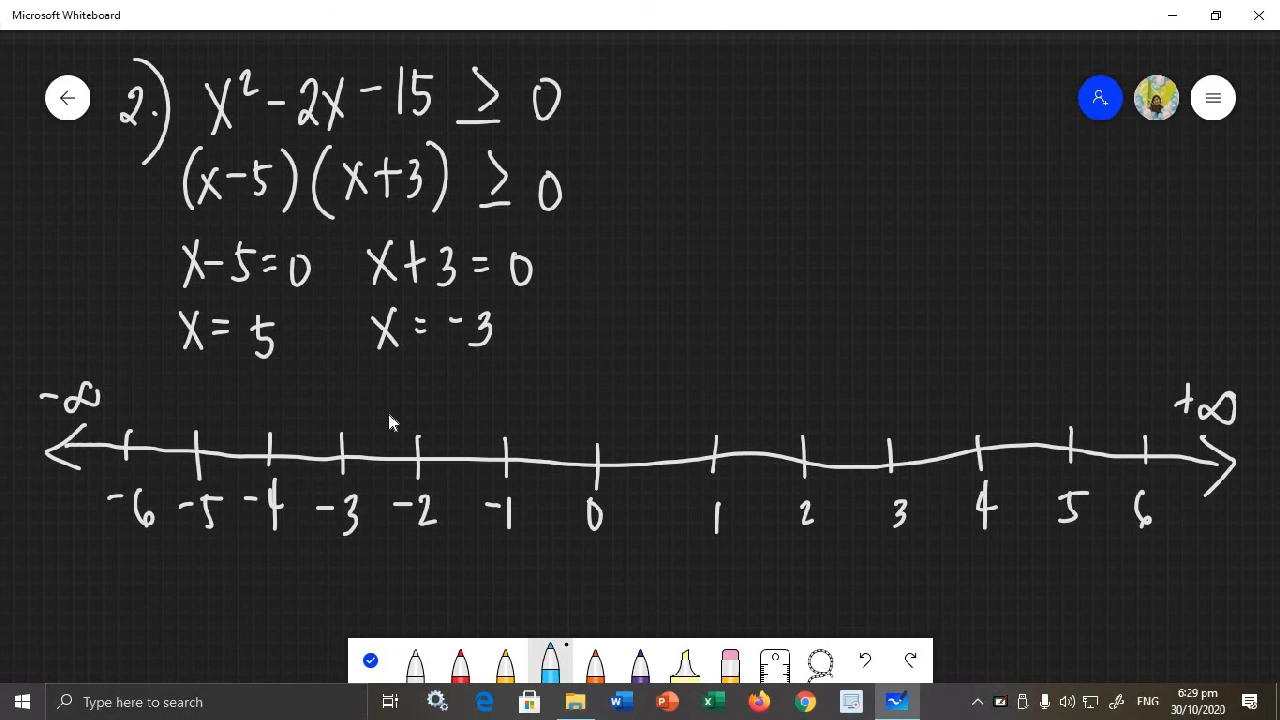 Microsoft Whiteboard
2.) x² - 2x - 15 ≥ 0
(x-5)(x+3) ≥ 0
x-5=0 x+3=0
x=5 x=-3
-∞ +∞
-6 -5 -4 -3 -2 -1 0 1 2 3 4 5 6
Type here to search
ENG
6:29 pm
30/10/2020